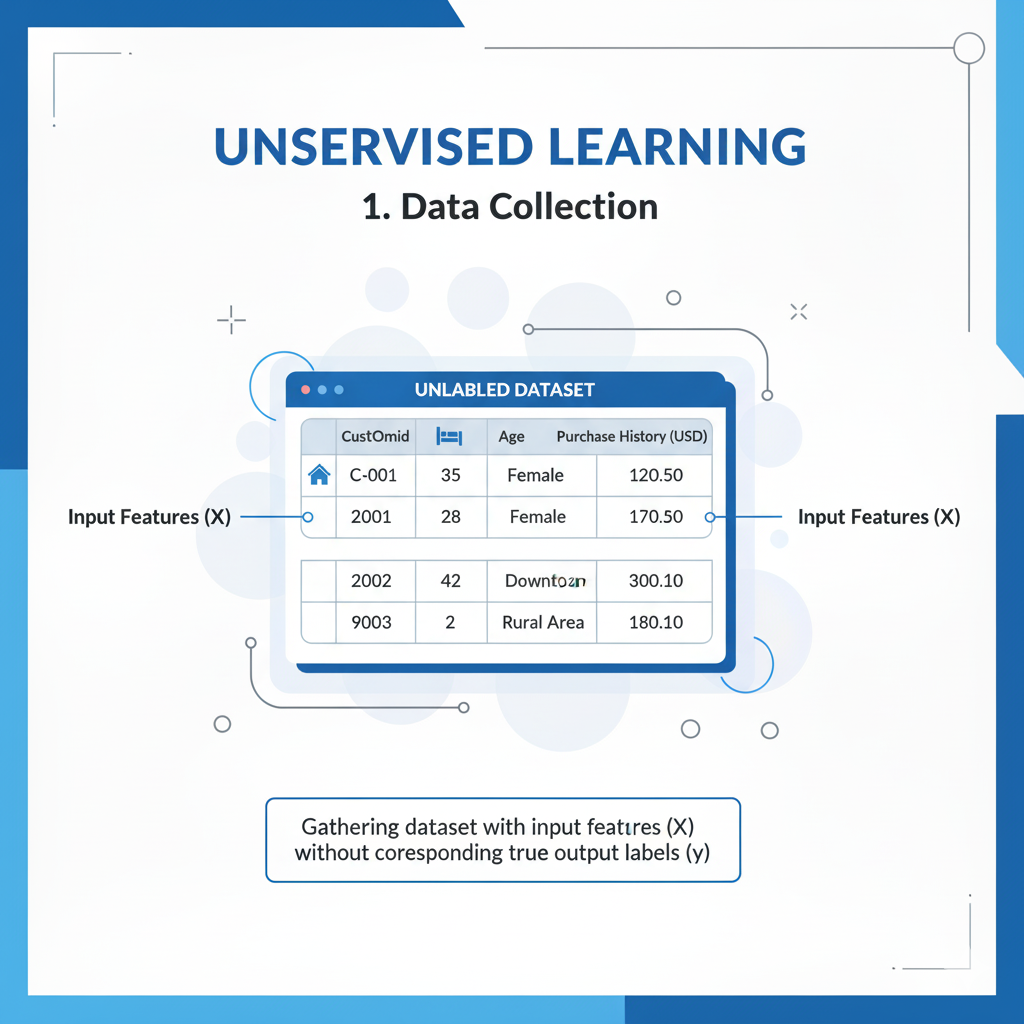 UNSERVISED LEARNING
1. Data Collection
UNLABLED DATASET
CustOmid Age Purchase History (USD)
C-001 35 Female 120.50
Input Features (X) 2001 28 Female 170.50 Input Features (X)
2002 42 300.10
9003 2 Rural Area 180.10
Gathering dataset with input (X)
without coresponding true output labels (y)